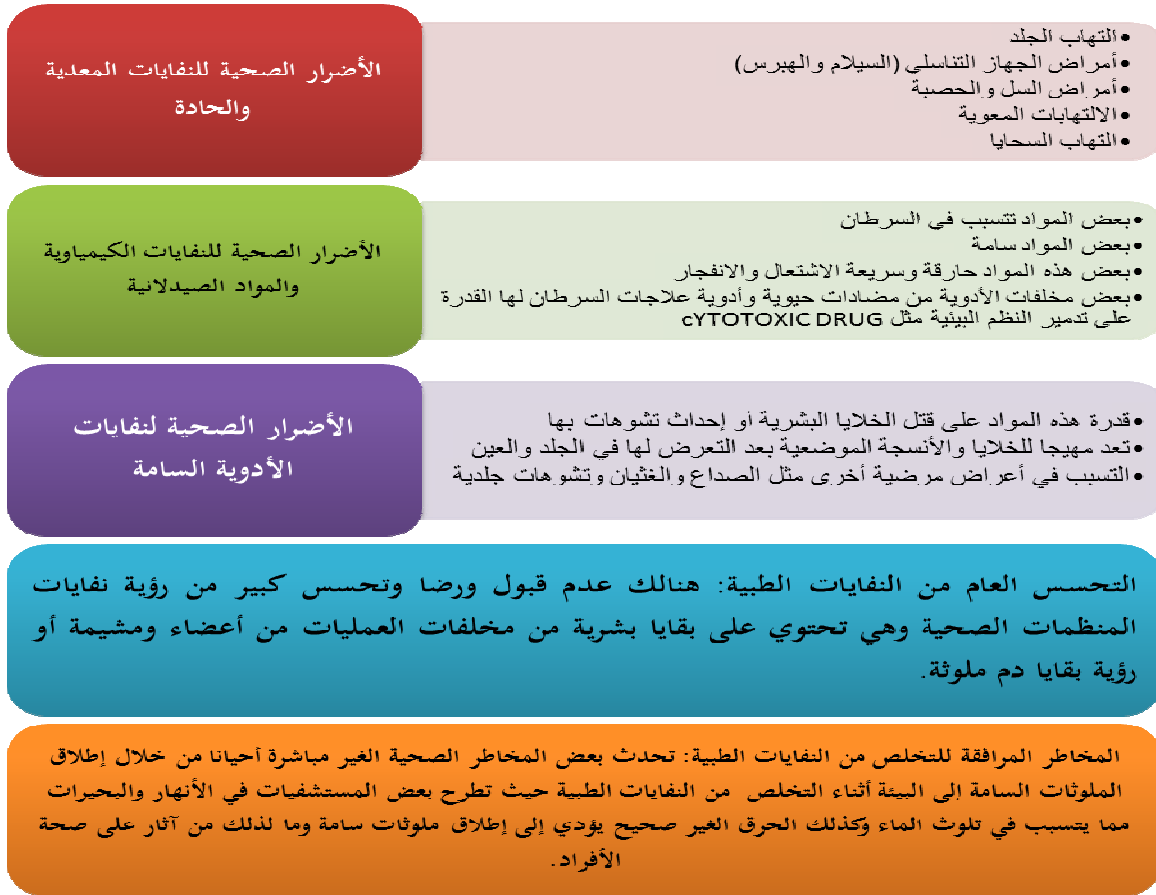 الأضرار الصحية للنفايات المعدية
والحادة
•التهاب الجلد
•أمراض الجهاز التناسلي (السيلام والهبرس)
•أمراض السل والحصبة
•الالتهابات المعوية
•التهاب السحايا
الأضرار الصحية للنفايات الكيمياوية
والمواد الصيدلانية
•بعض المواد تتسبب في السرطان
•بعض المواد سامة
•بعض هذه المواد حارقة وسريعة الاشتعال والانفجار
•بعض مخلفات الأدوية من مضادات حيوية وأدوية علاجات السرطان لها القدرة
على تدمير النظم البيئية مثل cYTOTOXIC DRUG
الأضرار الصحية لنفايات
الأدوية السامة
•قدرة هذه المواد على قتل الخلايا البشرية او إحداث تشوهات بها
•تعد مهيجا للخلايا والأنسجة الموضعية بعد التعرض لها في الجلد والعين
•التسبب في أعراض مرضية أخرى مثل الصداع والغثيان وتشوهات جلدية
التحسس العام من النفايات الطبية: هنالك عدم قبول ورضا وتحسس كبير من رؤية نفايات
المنظمات الصحية وهي تحتوي على بقايا بشرية من مخلفات العمليات من أعضاء ومشيمة أو
رؤية بقايا دم ملوثة.
المخاطر المرافقة للتخلص من النفايات الطبية: تحدث بعض المخاطر الصحية الغير مباشرة أحيانا من خلال إطلاق
الملوثات السامة إلى البيئة أثناء التخلص من النفايات الطبية حيث تطرح بعض المستشفيات في الأنهار والبحيرات
مما يتسبب في تلوث الماء وكذلك الحرق الغير صحيح يؤدي إلى إطلاق ملوثات سامة وما لذلك من آثار على صحة
الأفراد.